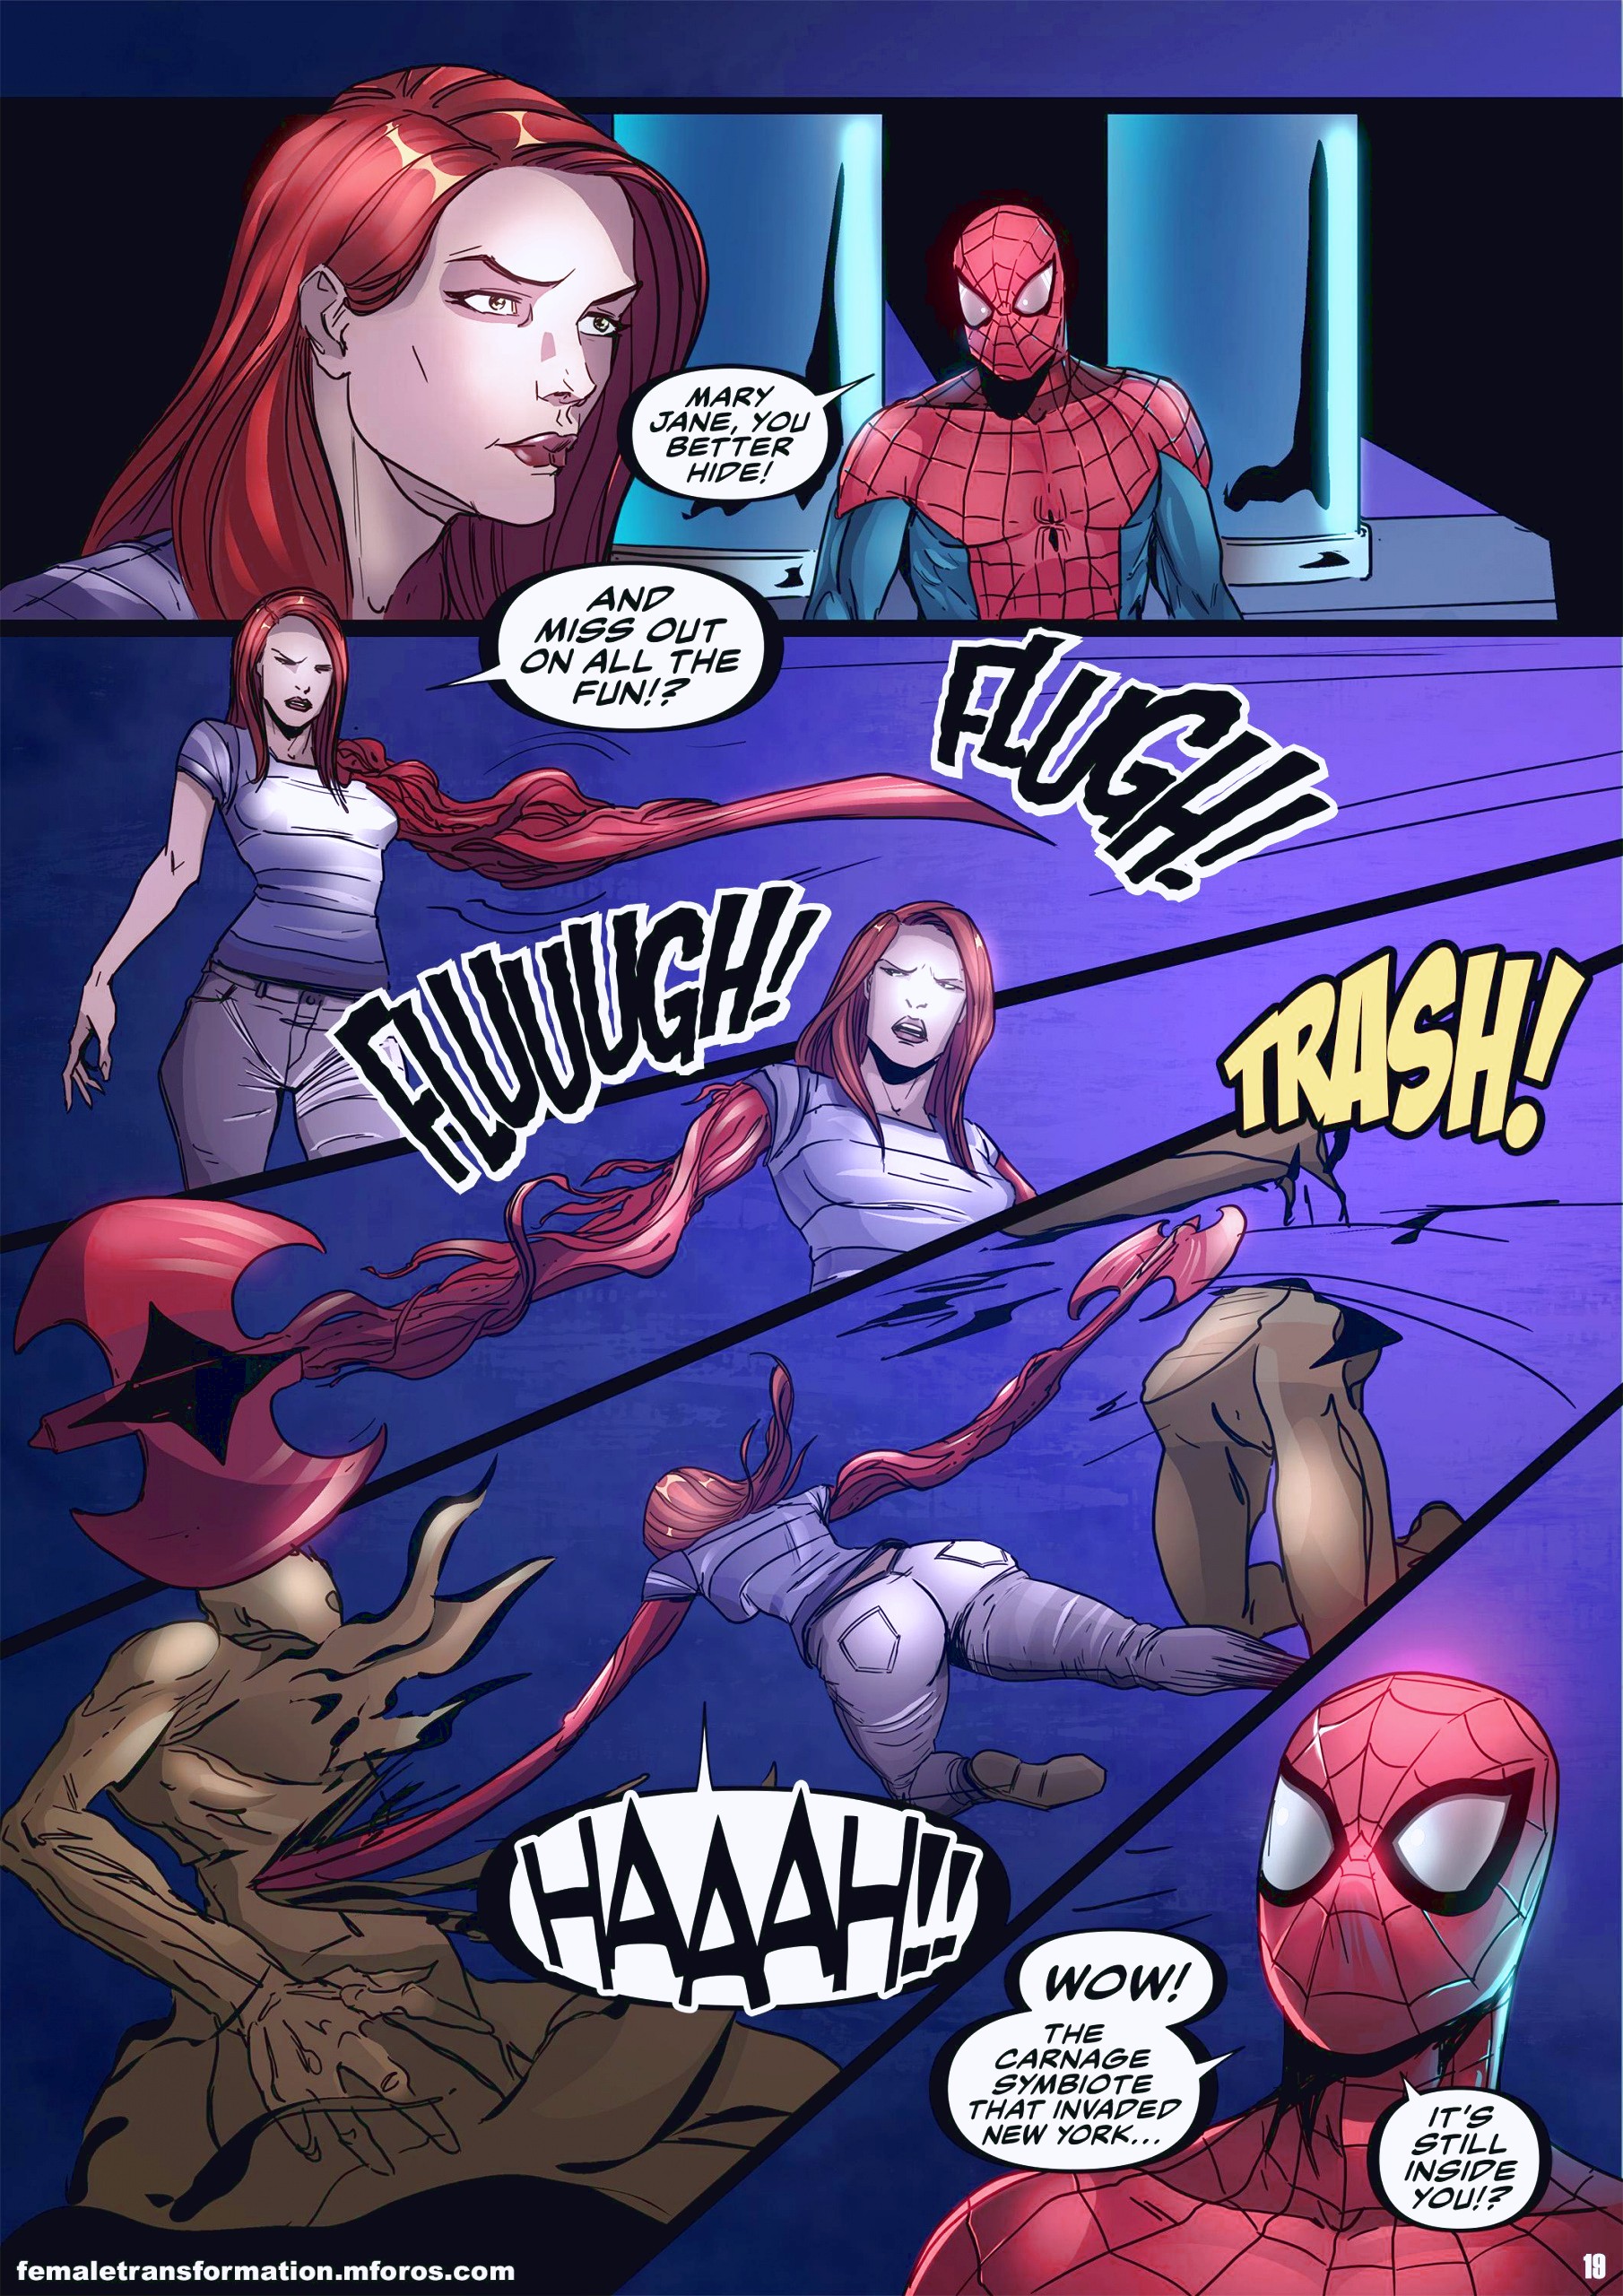 MARY
JANE, YOU
BETTER
HIDE!
AND
MISS OUT
ON ALL THE
FUN!?
FLUGH!
FLUUUGH!
TRASH!
HAAAH!!
WOW!
THE
CARNAGE
SYMBIOTE
THAT INVADED
NEW YORK...
IT'S
STILL
INSIDE
YOU!?
femaletransformation.mforos.com
19